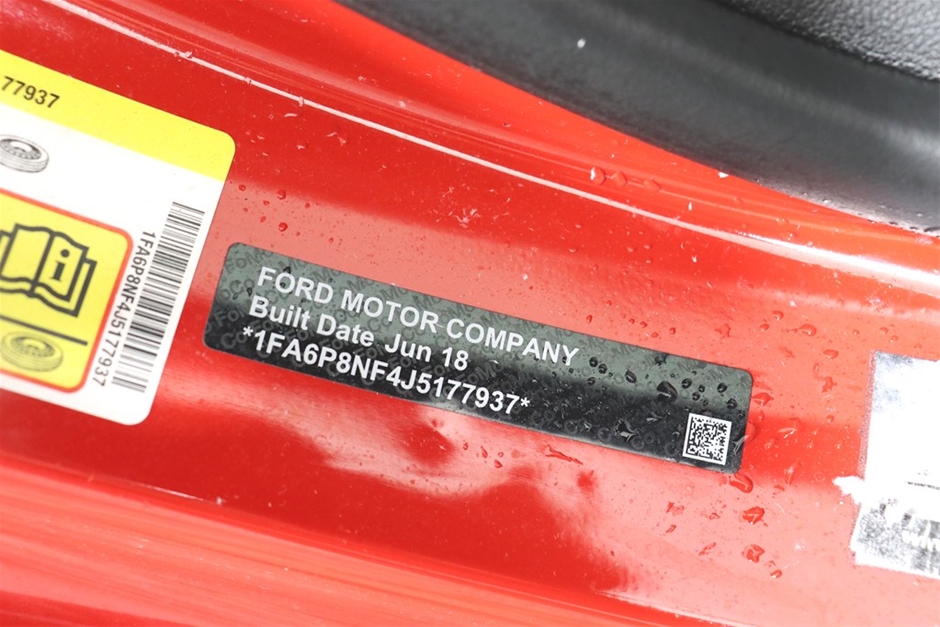 77937
1FA6P8NF4J5177937
FORD MOTOR COMPANY
Built Date Jun 18
*1FA6P8NF4J5177937*